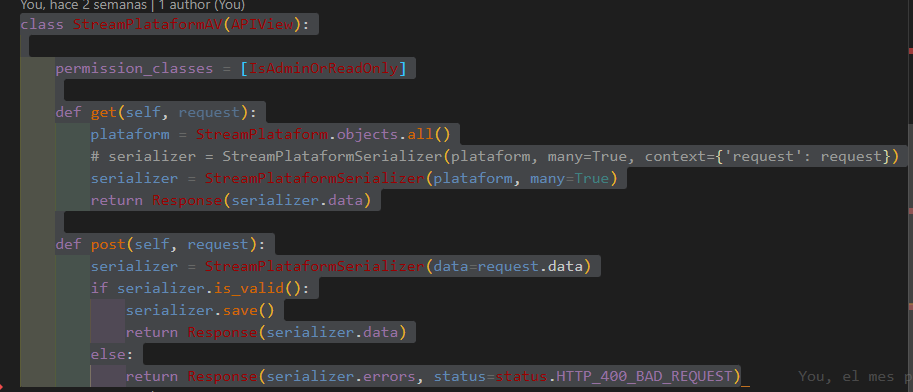 You, hace 2 semanas | 1 author (You)
class StreamPlataformAV(APIView):
permission_classes = [IsAdminOrReadOnly]
def get(self, request):
plataform = StreamPlataform.objects.all()
# serializer = StreamPlataformSerializer(plataform, many=True, context={'request': request})
serializer = StreamPlataformSerializer(plataform, many=True)
return Response(serializer.data)
def post(self, request):
serializer = StreamPlataformSerializer(data=request.data)
if serializer.is_valid():
serializer.save()
return Response(serializer.data)
else:
return Response(serializer.errors, status=status.HTTP_400_BAD_REQUEST) You, el mes